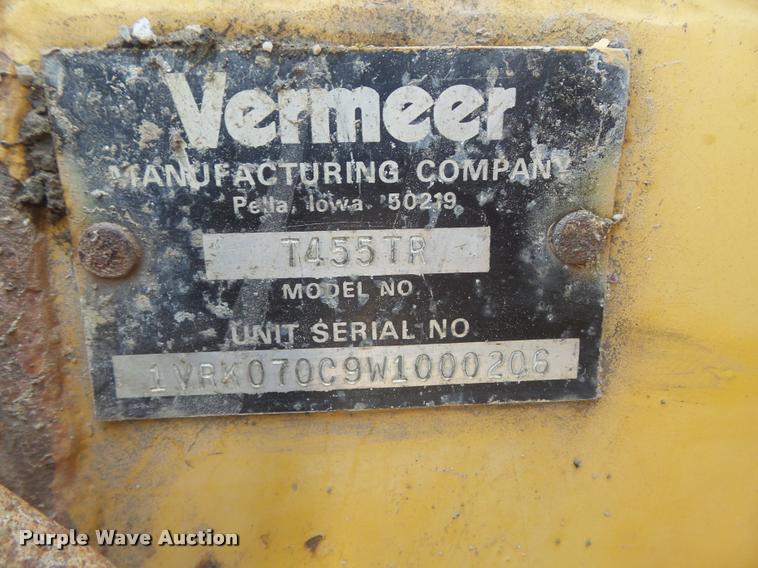 Vermeer
MANUFACTURING COMPANY
Pella, Iowa 50219
T455TR
MODEL NO
UNIT SERIAL NO
1VRK070C9W1000206
Purple Wave Auction